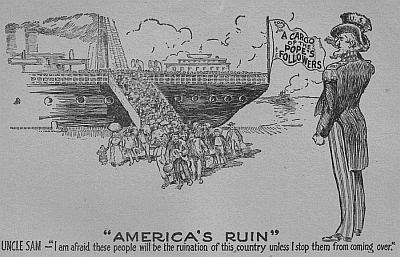 A CARGO
OF THE
POPE'S
FOLLOWERS
"AMERICA'S RUIN"
UNCLE SAM —"I am afraid these people will be the ruination of this country unless I stop them from coming over."